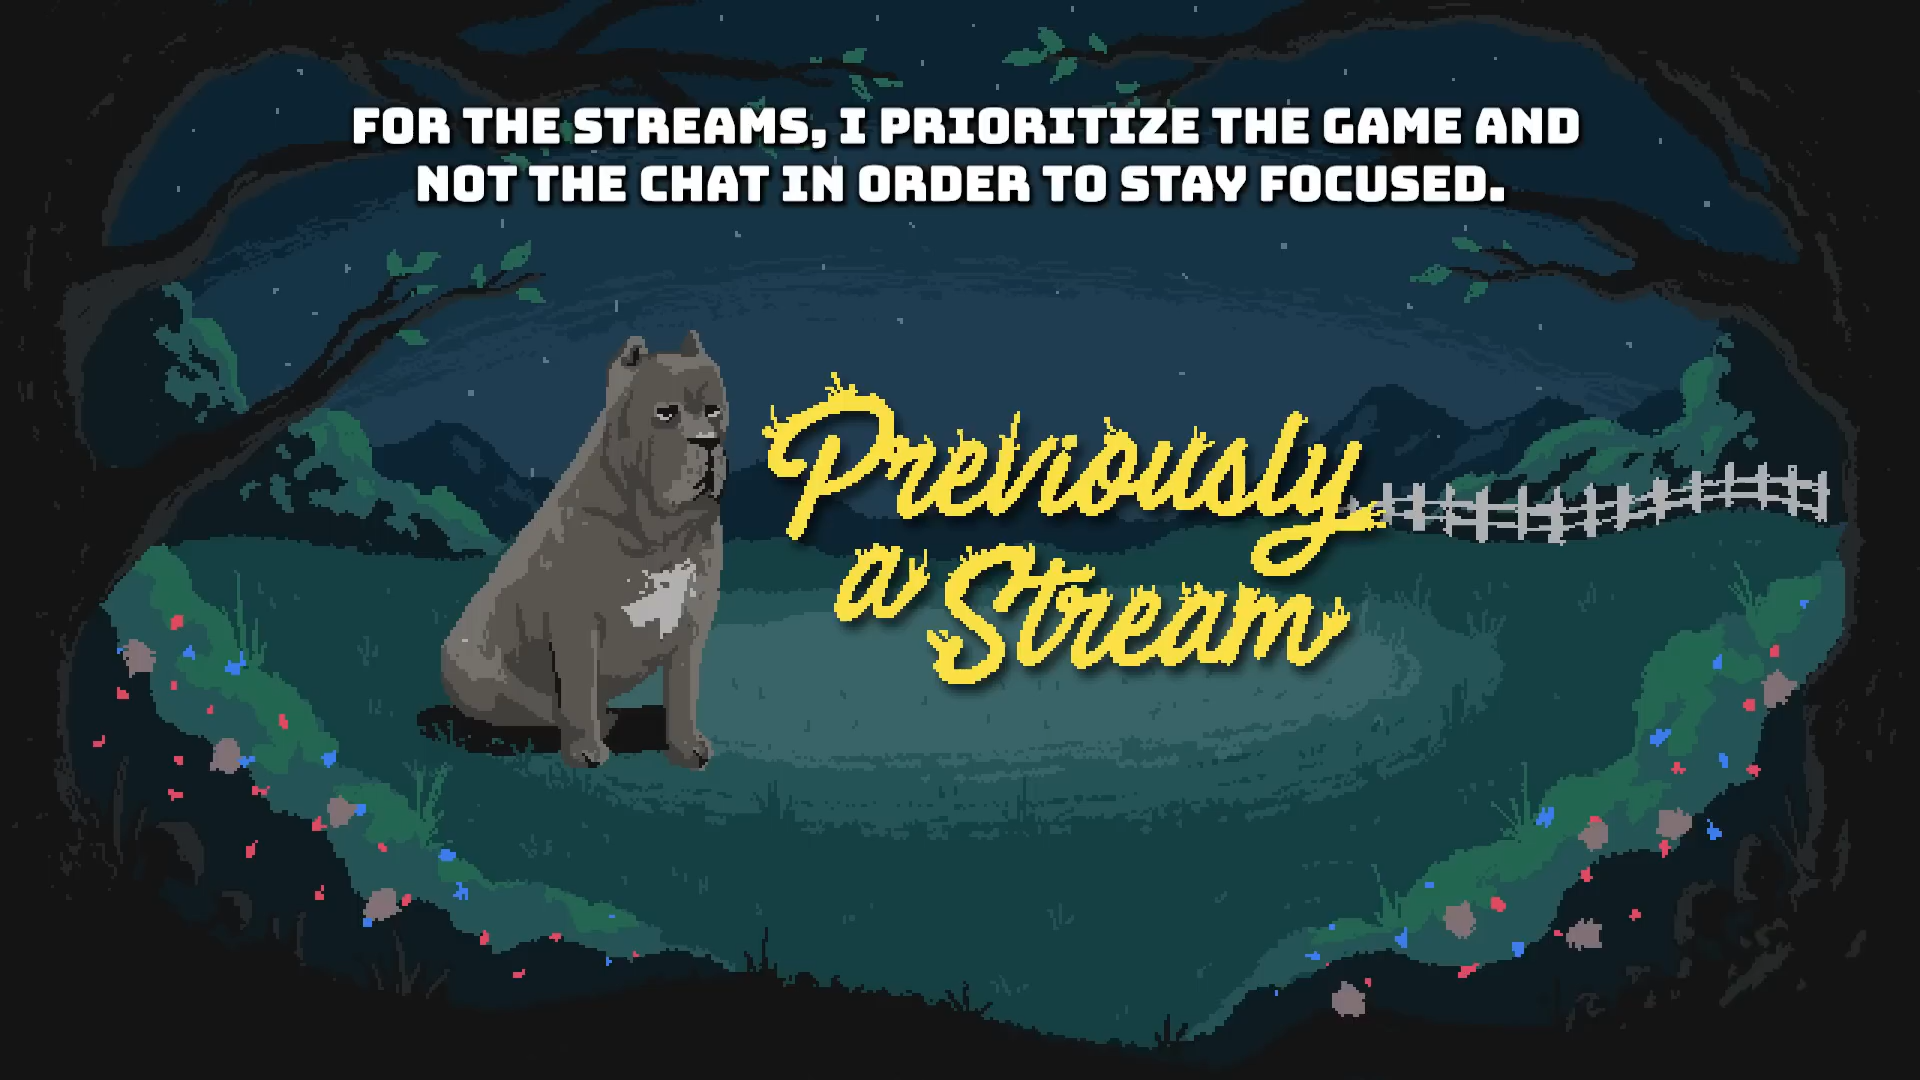 FOR THE STREAMS, I PRIORITIZE THE GAME AND
NOT THE CHAT IN ORDER TO STAY FOCUSED.
Previously
a Stream